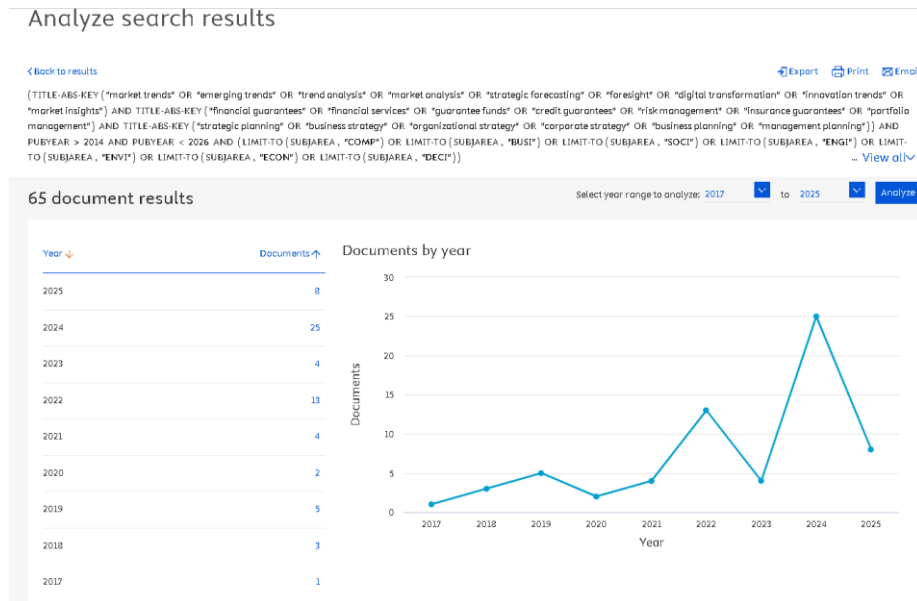 Analyze search results
Back to results
Export Print Email
(TITLE-ABS-KEY ("market trends" OR "emerging trends" OR "trend analysis" OR "market analysis" OR "strategic forecasting" OR "foresight" OR "digital transformation" OR "innovation trends" OR
"market insights") AND TITLE-ABS-KEY ("financial guarantees" OR "financial services" OR "guarantee funds" OR "credit guarantees" OR "risk management" OR "insurance guarantees" OR "portfolio
management") AND TITLE-ABS-KEY ("strategic planning" OR "business strategy" OR "organizational strategy" OR "corporate strategy" OR "business planning" OR "management planning")) AND
PUBYEAR > 2014 AND PUBYEAR < 2026 AND (LIMIT-TO (SUBJAREA, "COMP") OR LIMIT-TO (SUBJAREA, "BUSI") OR LIMIT-TO (SUBJAREA, "SOCI") OR LIMIT-TO (SUBJAREA, "ENGI") OR LIMIT-
TO (SUBJAREA, "ENVI") OR LIMIT-TO (SUBJAREA, "ECON") OR LIMIT-TO (SUBJAREA, "DECI"))
... View all
65 document results
Select year range to analyze: 2017 to 2025 Analyze
Year Documents
2025 8
2024 25
2023 4
2022 13
2021 4
2020 2
2019 5
2018 3
2017 1
Documents by year
30
25
20
15
10
5
0
Documents
2017 2018 2019 2020 2021 2022 2023 2024 2025
Year